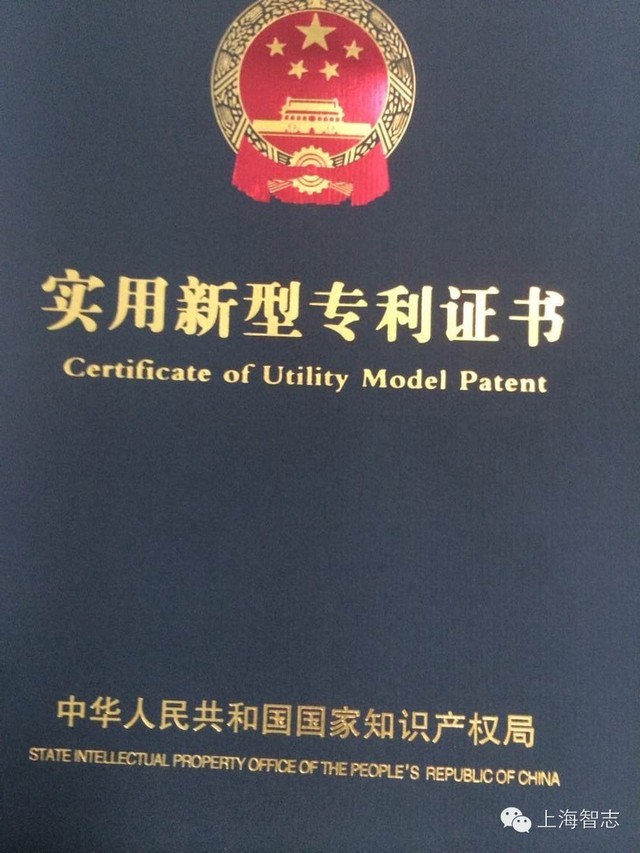 实用新型专利证书
Certificate of Utility Model Patent
中华人民共和国国家知识产权局
STATE INTELLECTUAL PROPERTY OFFICE OF THE PEOPLE'S REPUBLIC OF CHINA
上海智志